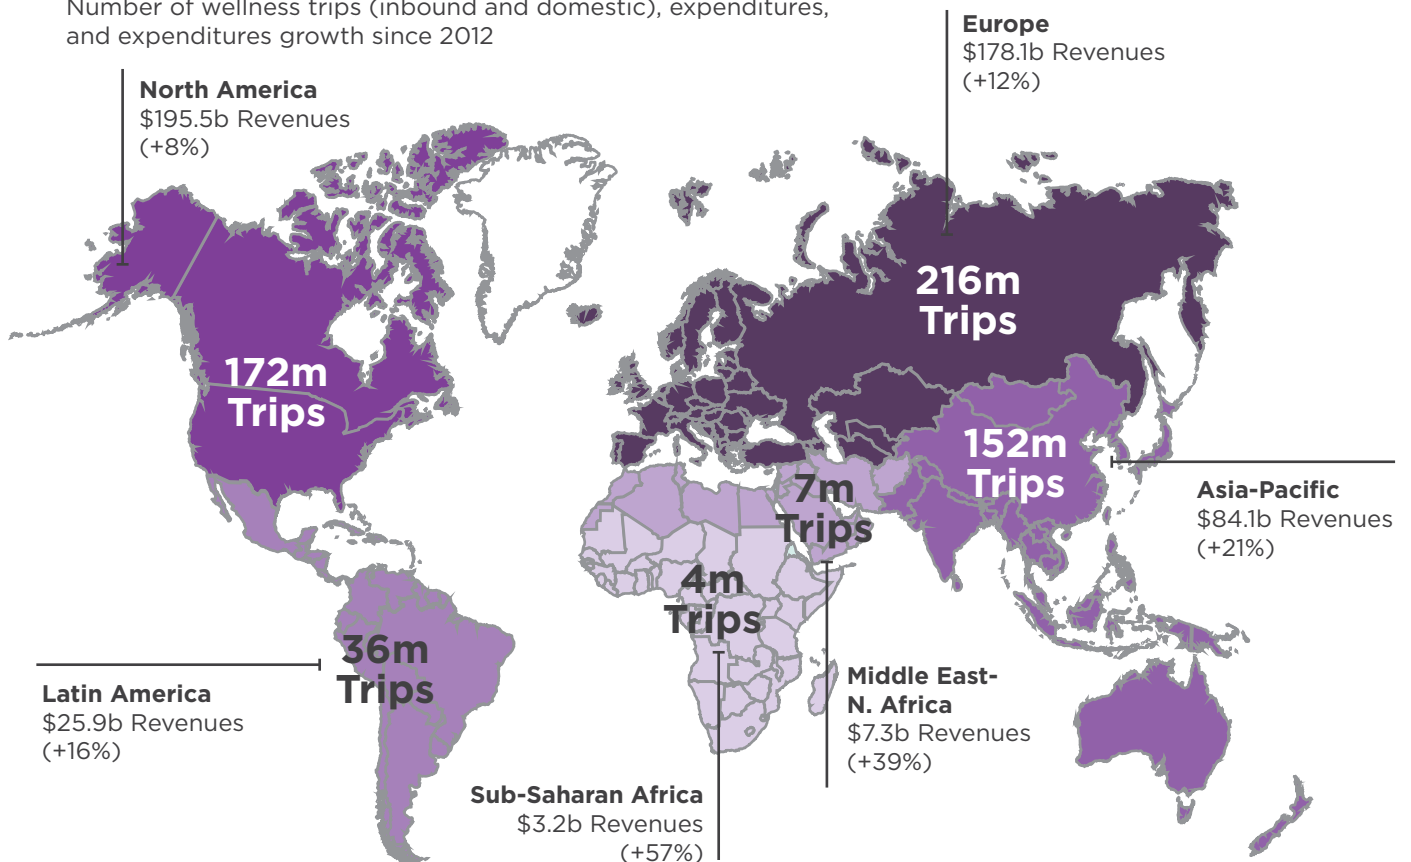 Number of wellness trips (inbound and domestic), expenditures,
and expenditures growth since 2012
North America
$195.5b Revenues
(+8%)
Europe
$178.1b Revenues
(+12%)
216m
Trips
172m
Trips
152m
Trips
7m
Trips
Asia-Pacific
$84.1b Revenues
(+21%)
4m
Trips
36m
Trips
Latin America
$25.9b Revenues
(+16%)
Middle East-
N. Africa
$7.3b Revenues
(+39%)
Sub-Saharan Africa
$3.2b Revenues
(+57%)